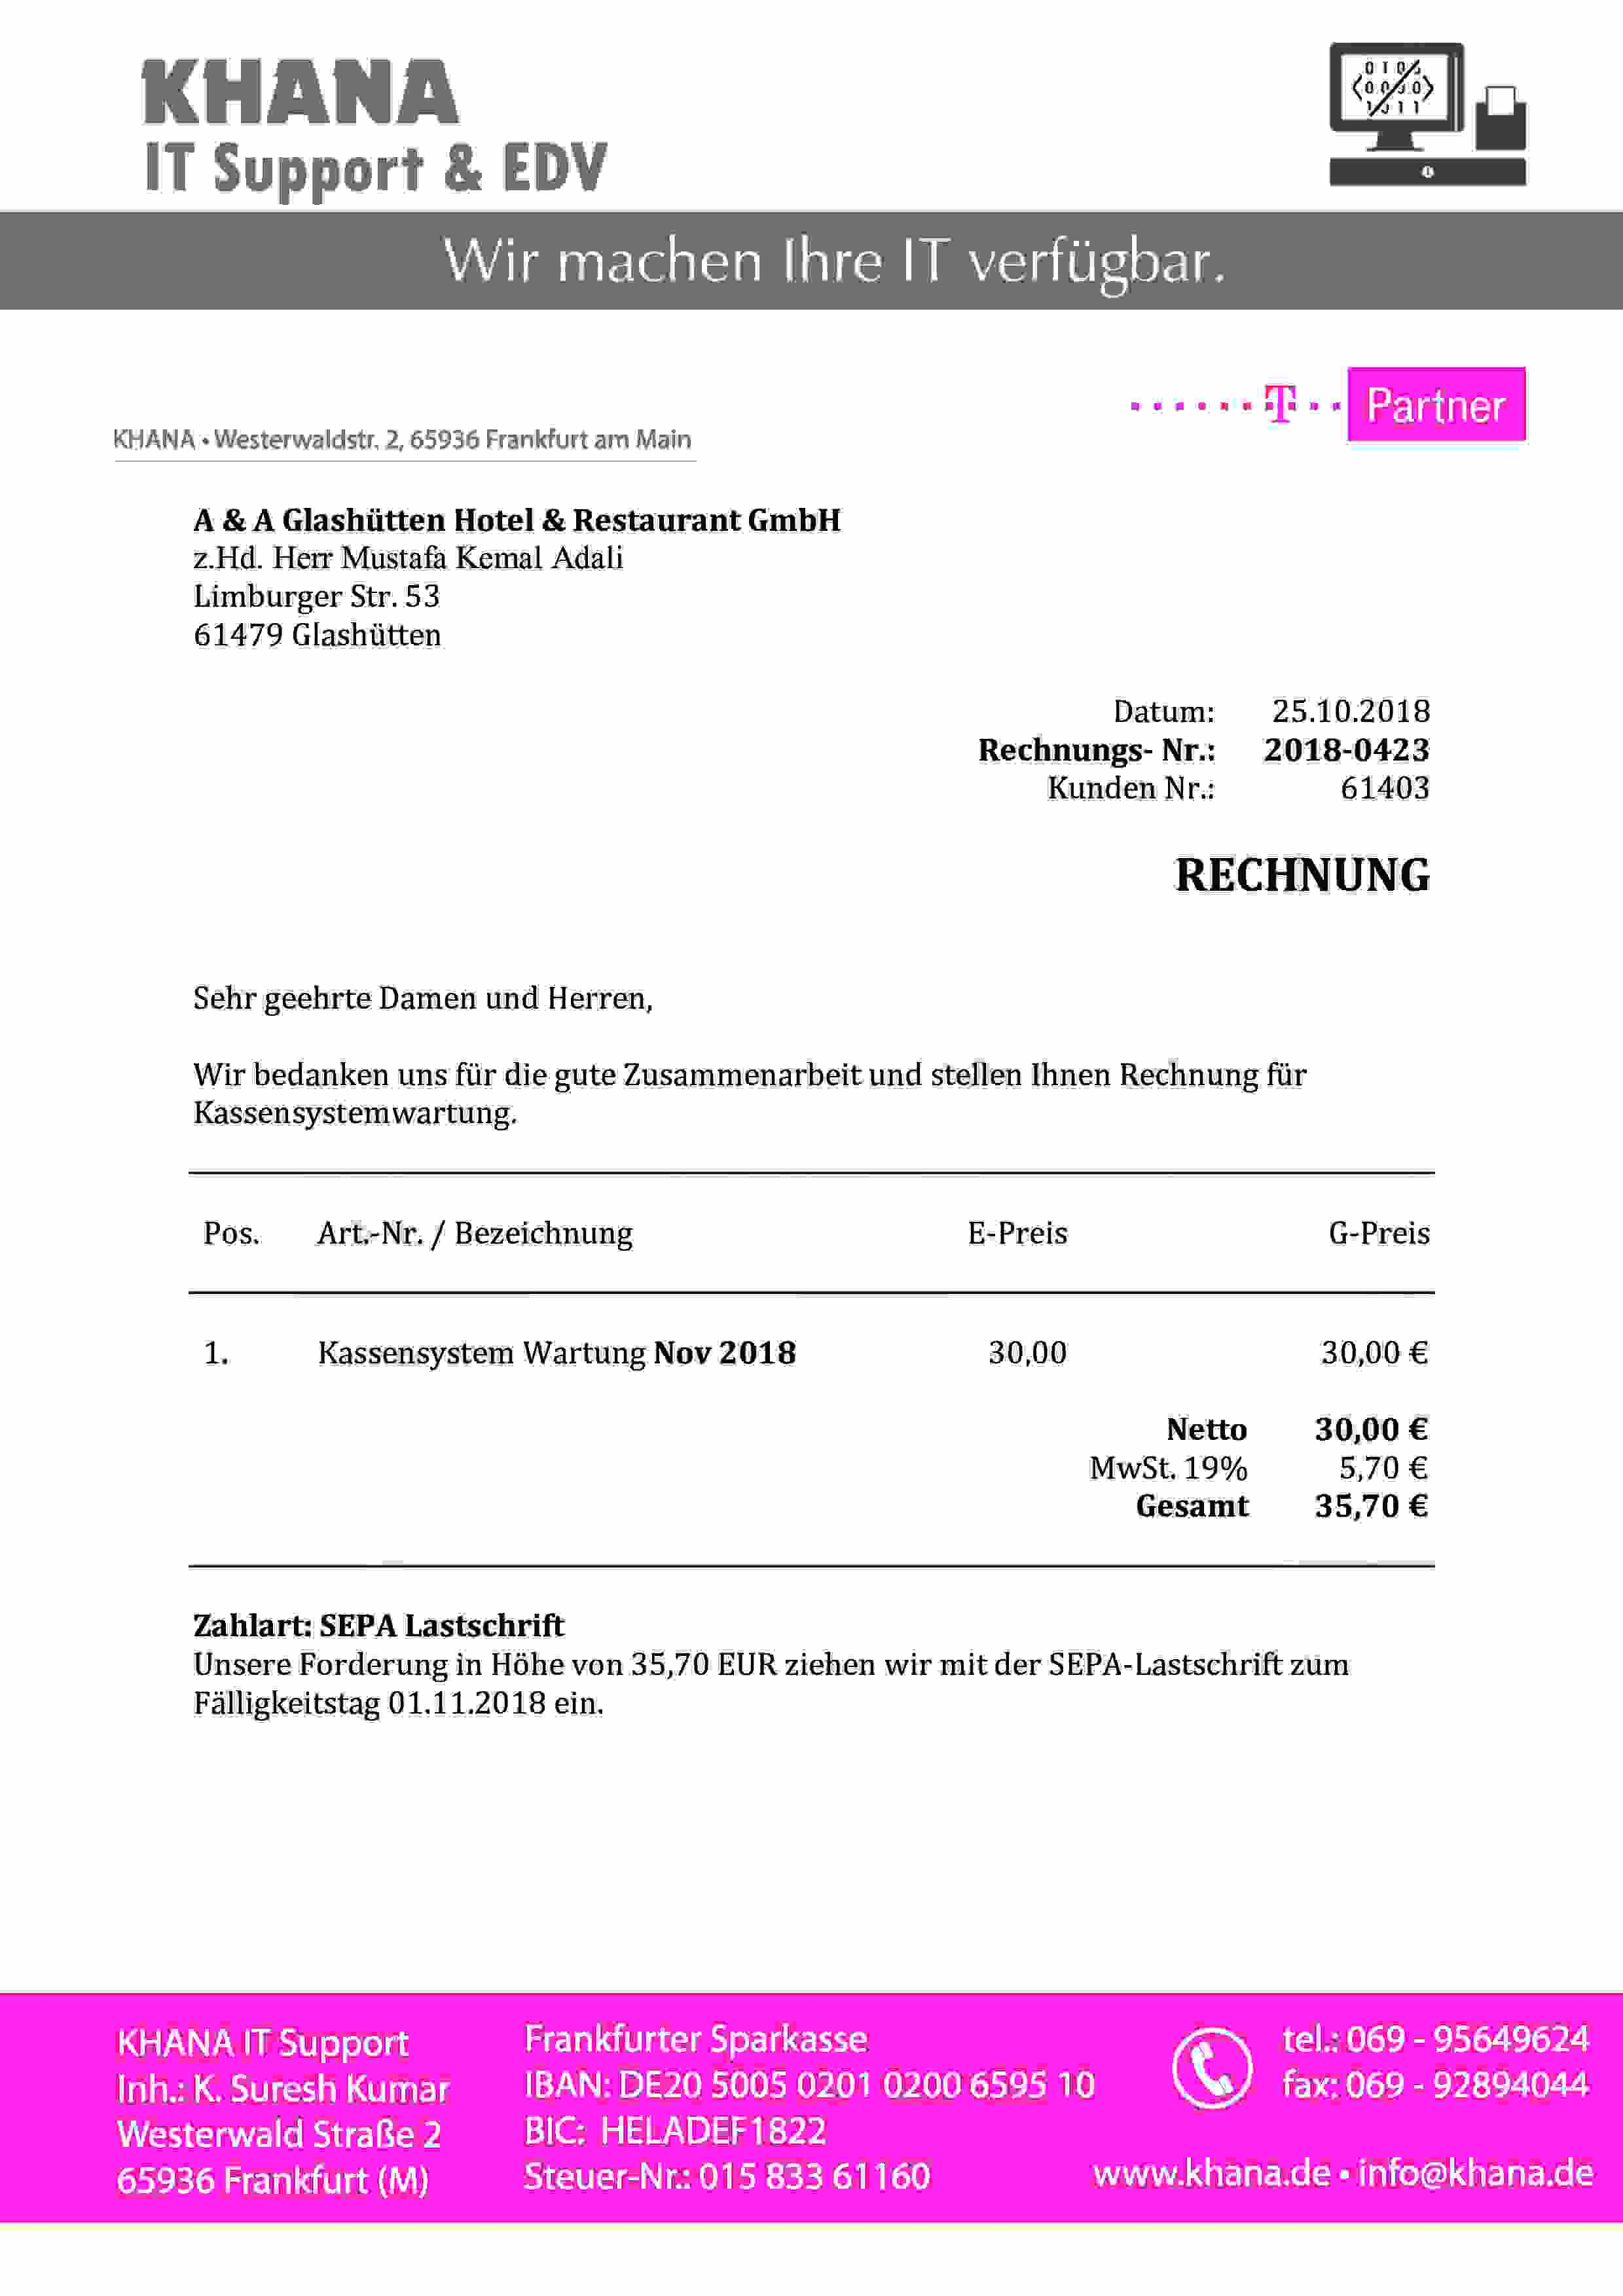 KHANA
IT Support & EDV
Wir machen Ihre IT verfügbar.
T Partner
KHANA • Westerwaldstr. 2, 65936 Frankfurt am Main
A & A Glashütten Hotel & Restaurant GmbH
z.Hd. Herr Mustafa Kemal Adali
Limburger Str. 53
61479 Glashütten
Datum: 25.10.2018
Rechnungs- Nr.: 2018-0423
Kunden Nr.: 61403
RECHNUNG
Sehr geehrte Damen und Herren,
Wir bedanken uns für die gute Zusammenarbeit und stellen Ihnen Rechnung für
Kassensystemwartung.
Pos. Art.-Nr. / Bezeichnung E-Preis G-Preis
1. Kassensystem Wartung Nov 2018 30,00 30,00 €
Netto 30,00 €
MwSt. 19% 5,70 €
Gesamt 35,70 €
Zahlart: SEPA Lastschrift
Unsere Forderung in Höhe von 35,70 EUR ziehen wir mit der SEPA-Lastschrift zum
Fälligkeitstag 01.11.2018 ein.
KHANA IT Support
Inh.: K. Suresh Kumar
Westerwald Straße 2
65936 Frankfurt (M)
Frankfurter Sparkasse
IBAN: DE20 5005 0201 0200 6595 10
BIC: HELADEF1822
Steuer-Nr.: 015 833 61160
tel.: 069 - 95649624
fax: 069 - 92894044
www.khana.de • info@khana.de